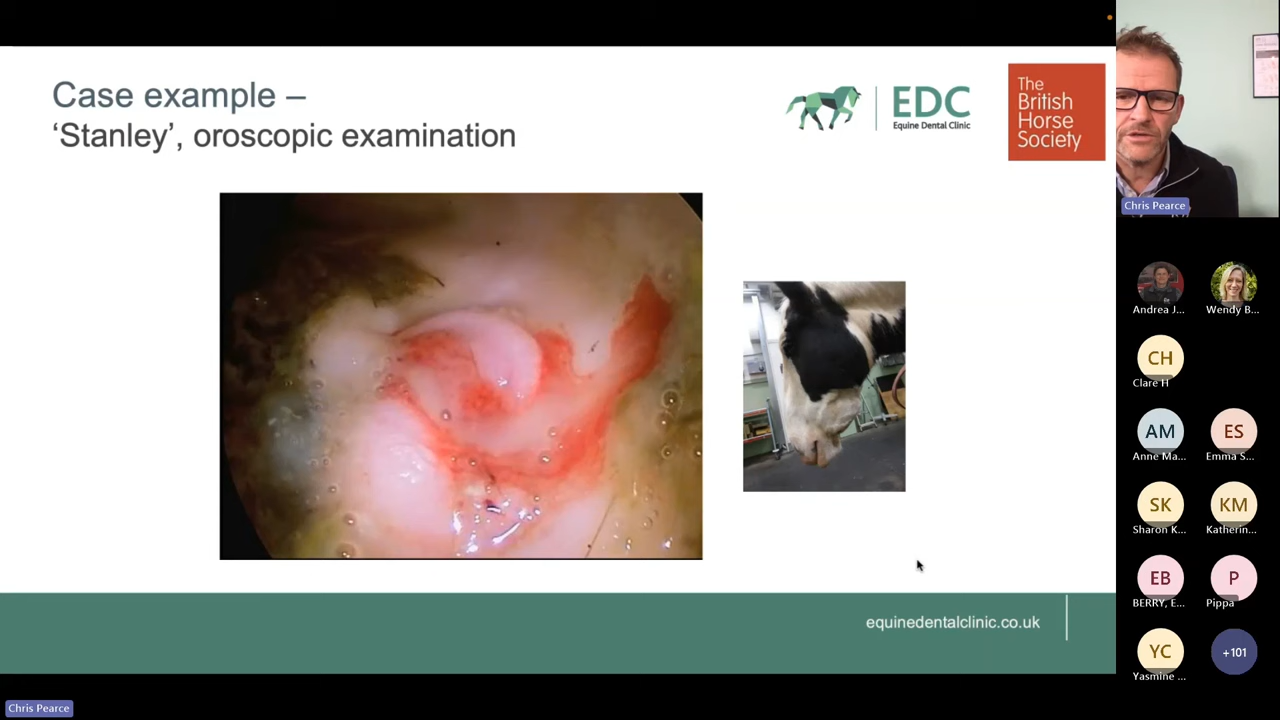 Case example –
‘Stanley’, oroscopic examination
EDC
Equine Dental Clinic
The
British
Horse
Society
Chris Pearce
Andrea J...
Wendy B...
CH
Clare H
AM
Anne Ma...
ES
Emma S...
SK
Sharon K...
KM
Katherin...
EB
BERRY, E...
P
Pippa
YC
Yasmine ...
+101
equinedentalclinic.co.uk
Chris Pearce